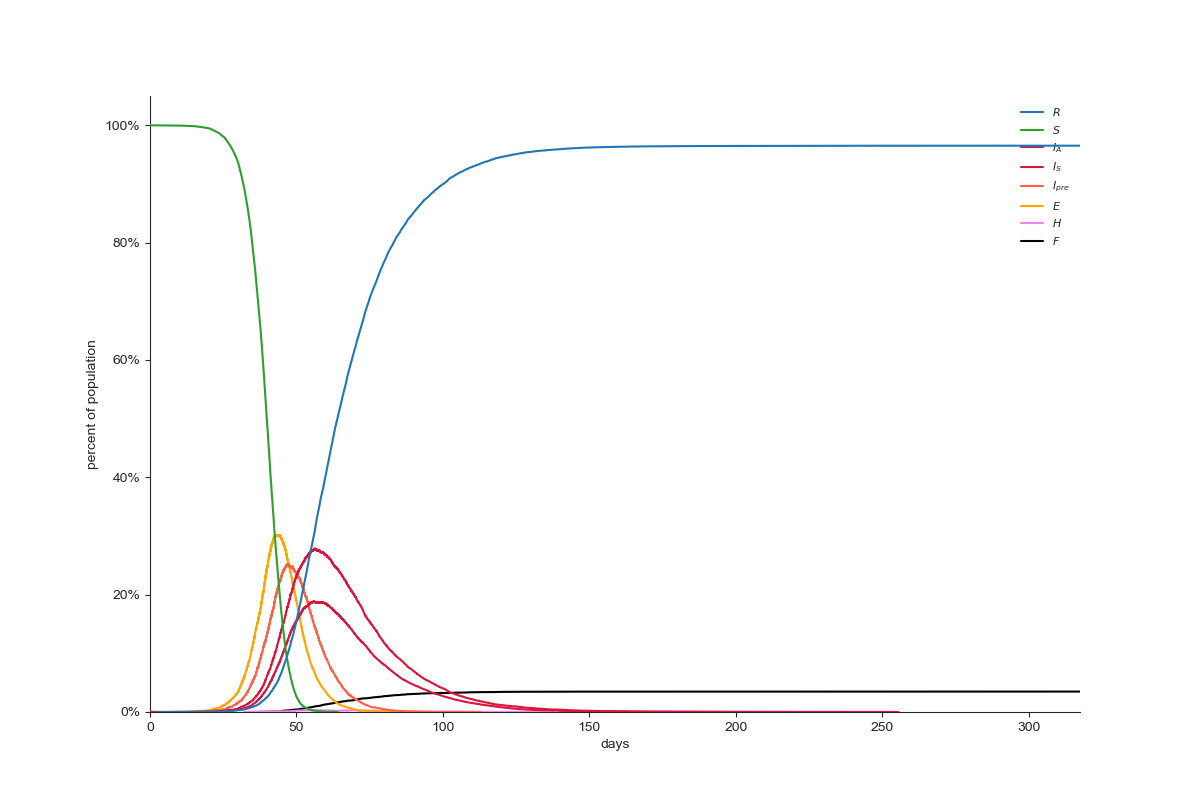 100%
80%
60%
40%
20%
0%
percent of population
0 50 100 150 200 250 300
days
R
S
I_A
I_S
I_pre
E
H
F